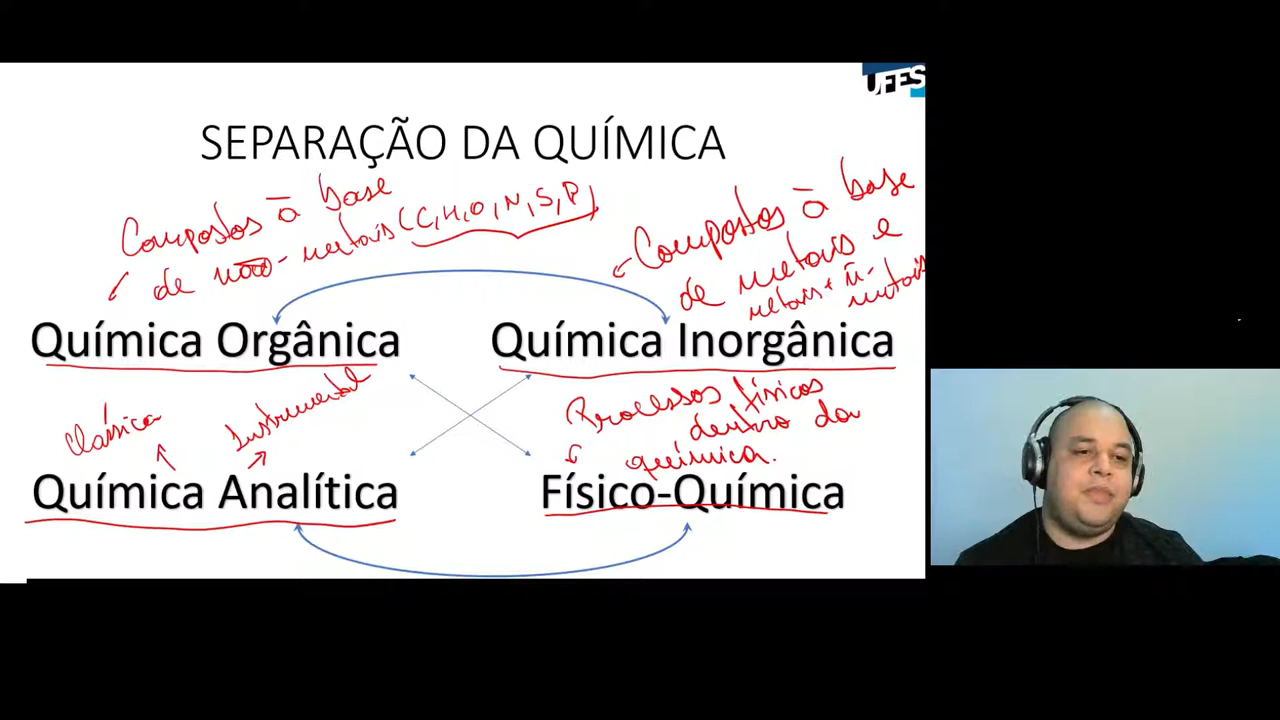 UFES
SEPARAÇÃO DA QUÍMICA
Compostos à base
de não-metais (C, H, O, N, S, P)
Compostos à base
de metais e
metais + ñ-
metais
Química Orgânica
Química Inorgânica
Clássica
Instrumental
Processos físicos
dentro da
química.
Química Analítica
Físico-Química